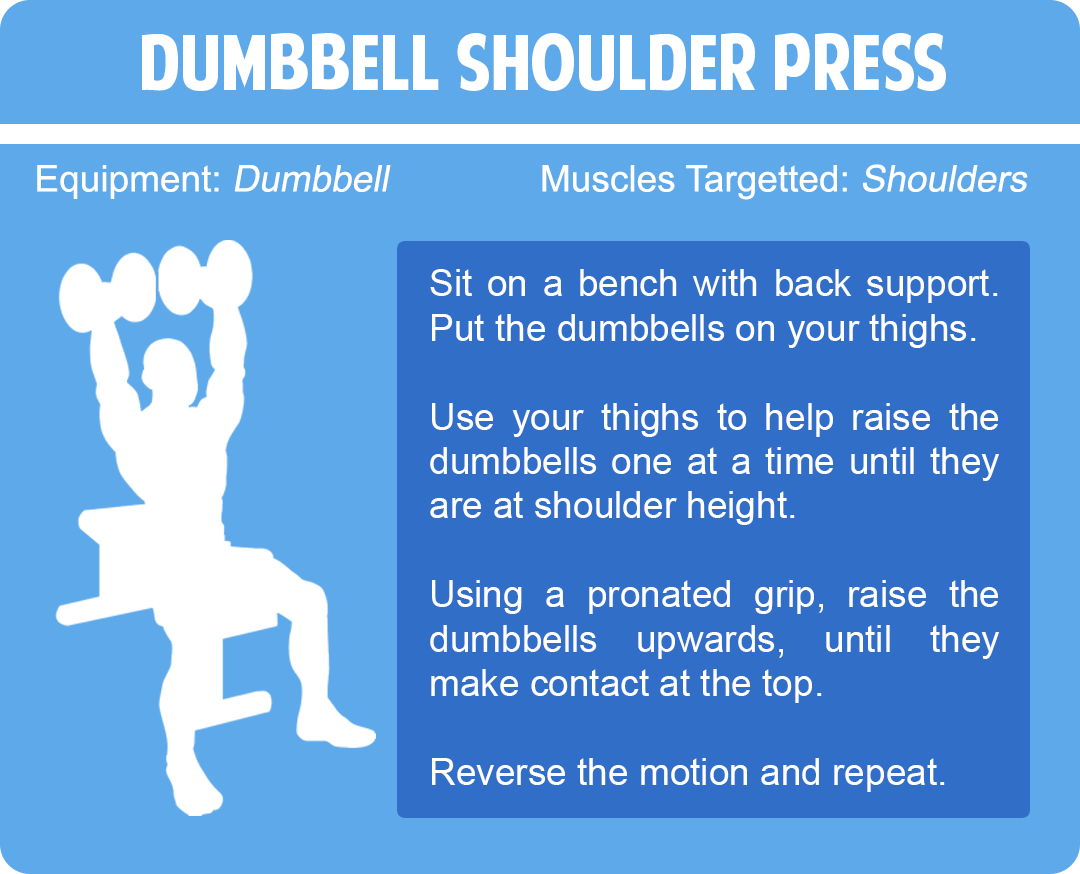 DUMBBELL SHOULDER PRESS
Equipment: Dumbbell
Muscles Targetted: Shoulders
Sit on a bench with back support.
Put the dumbbells on your thighs.
Use your thighs to help raise the
dumbbells one at a time until they
are at shoulder height.
Using a pronated grip, raise the
dumbbells upwards, until they
make contact at the top.
Reverse the motion and repeat.